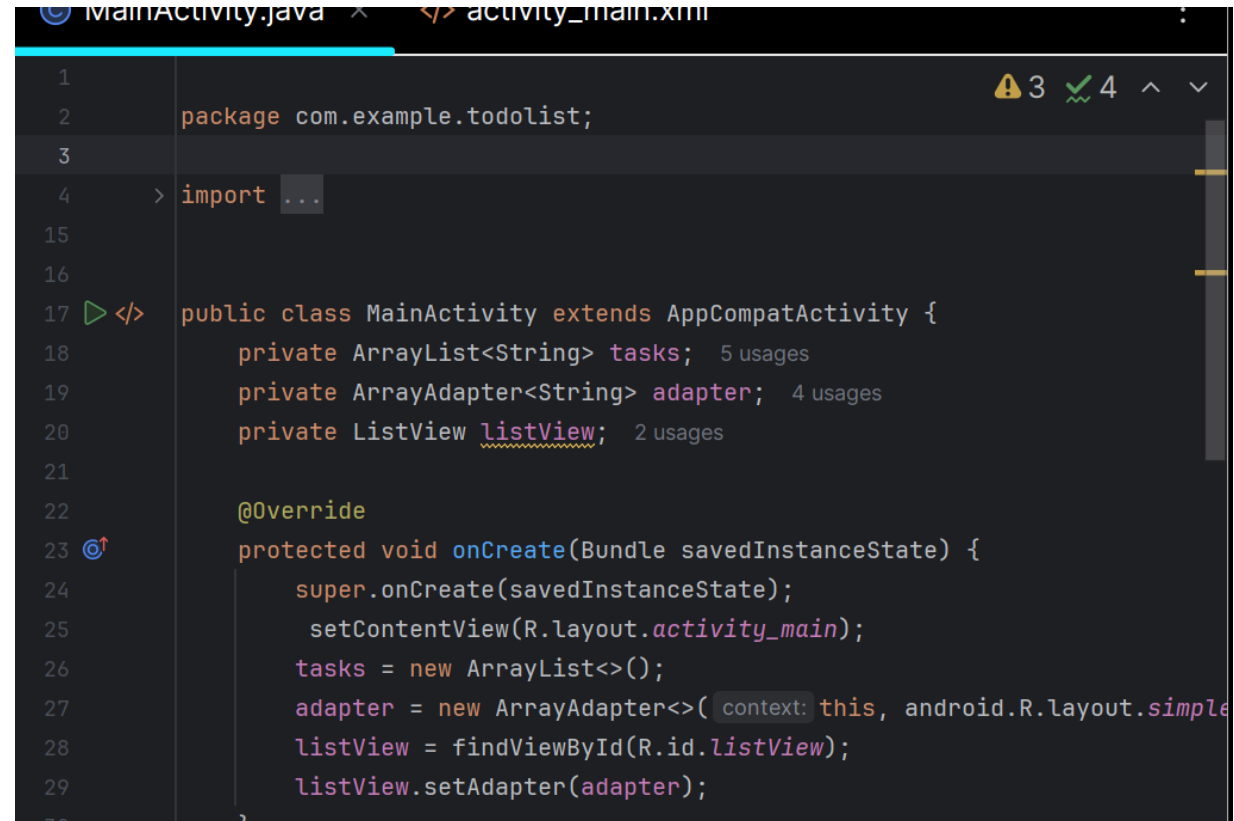 MainActivity.java × </> activity_main.xml
1
3 4
2 package com.example.todolist;
3
4 > import ...
15
16
17 </> public class MainActivity extends AppCompatActivity {
18 private ArrayList<String> tasks; 5 usages
19 private ArrayAdapter<String> adapter; 4 usages
20 private ListView listView; 2 usages
21
22 @Override
23 protected void onCreate(Bundle savedInstanceState) {
24 super.onCreate(savedInstanceState);
25 setContentView(R.layout.activity_main);
26 tasks = new ArrayList<>();
27 adapter = new ArrayAdapter<>( context: this, android.R.layout.simple
28 listView = findViewById(R.id.listView);
29 listView.setAdapter(adapter);